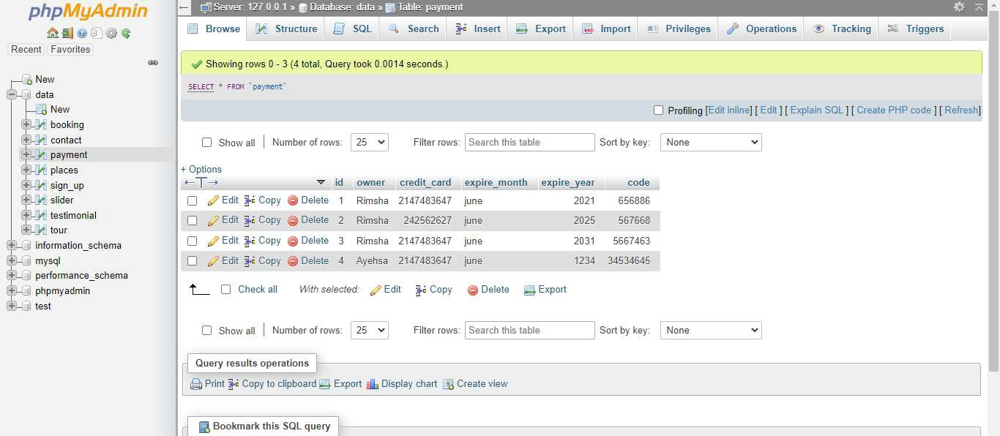 phpMyAdmin
Recent Favorites
New
data
New
booking
contact
payment
places
sign_up
slider
testimonial
tour
information_schema
mysql
performance_schema
phpmyadmin
test
Server: 127.0.0.1 » Database: data » Table: payment
Browse Structure SQL Search Insert Export Import Privileges Operations Tracking Triggers
Showing rows 0 - 3 (4 total, Query took 0.0014 seconds.)
SELECT * FROM `payment`
Profiling [Edit inline] [ Edit ] [ Explain SQL ] [ Create PHP code ] [ Refresh]
Show all | Number of rows: 25 Filter rows: Search this table Sort by key: None
+ Options
←T→ id owner credit_card expire_month expire_year code
Edit Copy Delete 1 Rimsha 2147483647 june 2021 656886
Edit Copy Delete 2 Rimsha 242562627 june 2025 567668
Edit Copy Delete 3 Rimsha 2147483647 june 2031 5667463
Edit Copy Delete 4 Ayehsa 2147483647 june 1234 34534645
Check all With selected: Edit Copy Delete Export
Show all | Number of rows: 25 Filter rows: Search this table Sort by key: None
Query results operations
Print Copy to clipboard Export Display chart Create view
Bookmark this SQL query